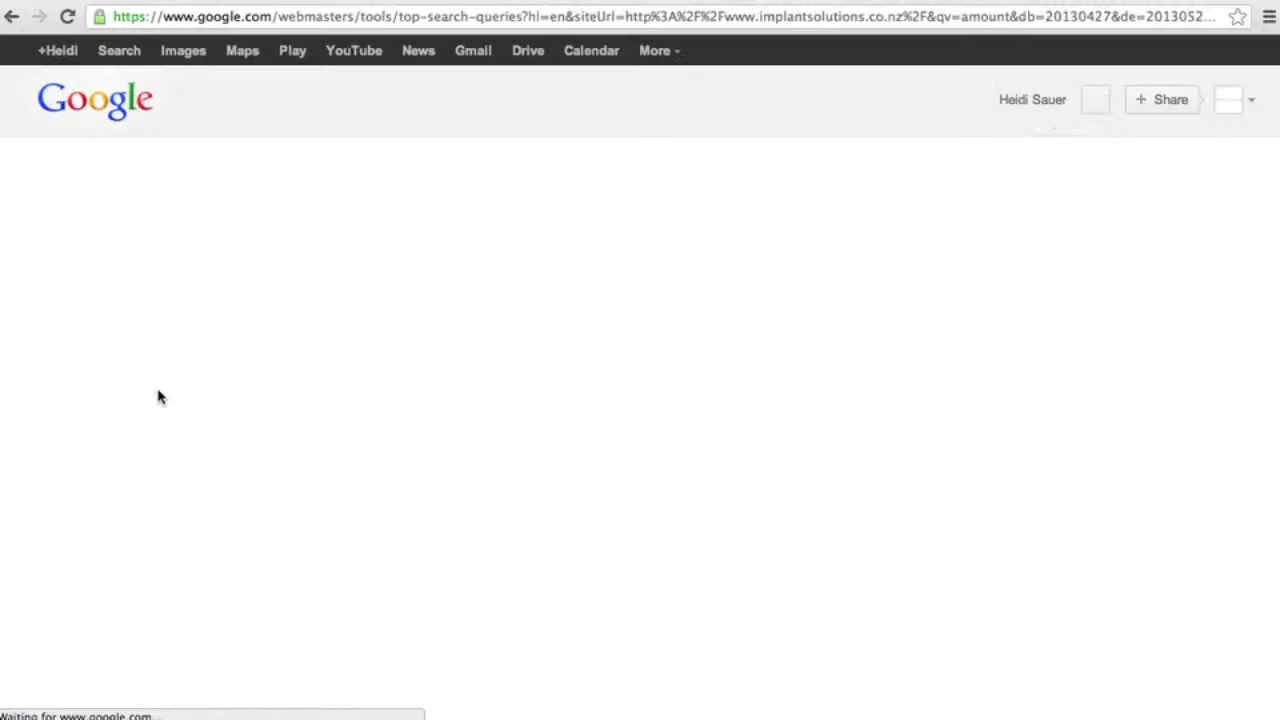 https://www.google.com/webmasters/tools/top-search-queries?hl=en&siteUrl=http%3A%2F%2Fwww.implantsolutions.co.nz%2F&qv=amount&db=20130427&de=2013052...
+Heidi Search Images Maps Play YouTube News Gmail Drive Calendar More
Google
Heidi Sauer
+ Share
Waiting for www.google.com...